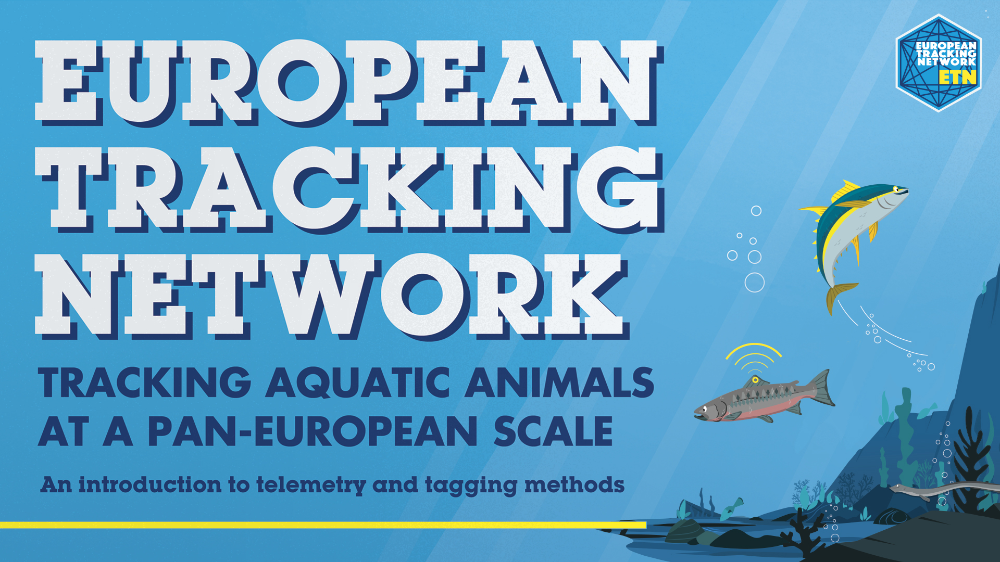 EUROPEAN
TRACKING
NETWORK
TRACKING AQUATIC ANIMALS
AT A PAN-EUROPEAN SCALE
An introduction to telemetry and tagging methods
EUROPEAN
TRACKING
NETWORK
ETN